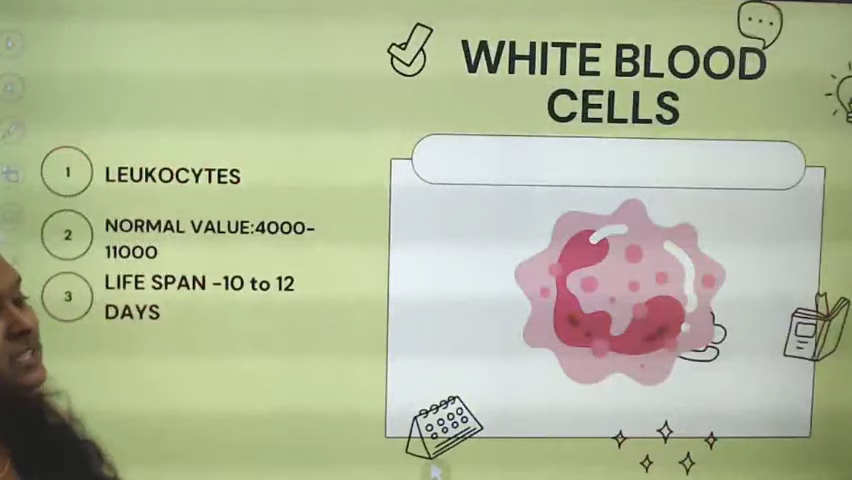 WHITE BLOOD
CELLS
1
LEUKOCYTES
2
NORMAL VALUE:4000-
11000
3
LIFE SPAN -10 to 12
DAYS